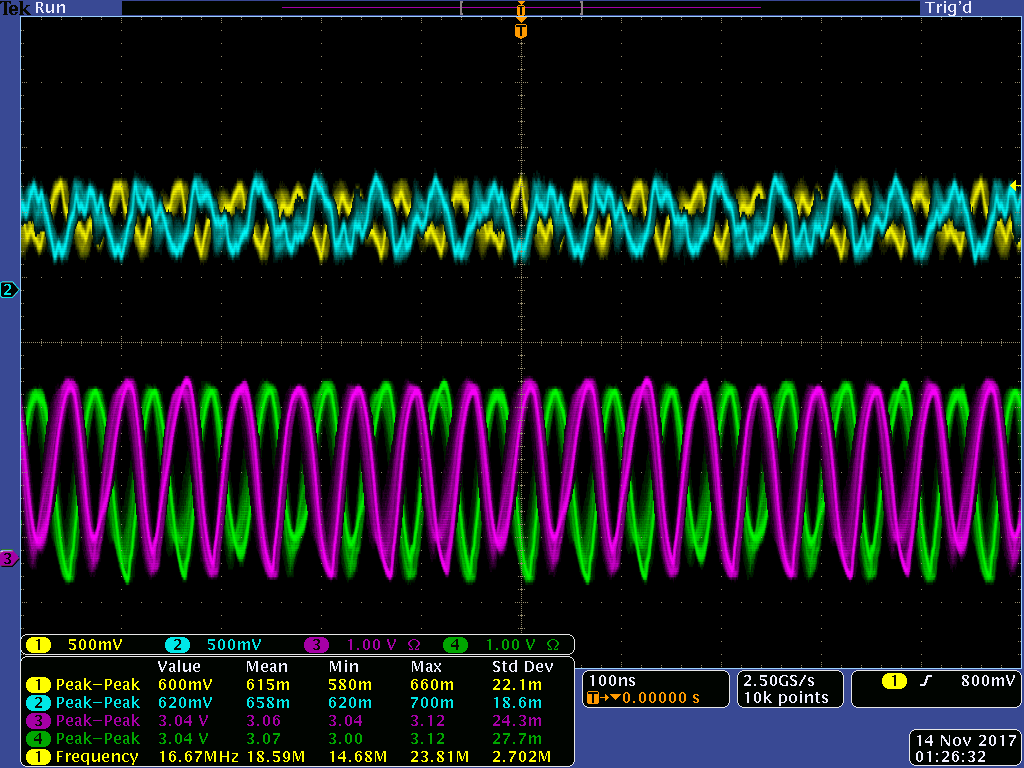 Tek Run Trig'd
T
T
2
3
1 500mV 2 500mV 3 1.00 V Ω 4 1.00 V Ω
Value Mean Min Max Std Dev
1 Peak-Peak 600mV 615m 580m 660m 22.1m
2 Peak-Peak 620mV 658m 620m 700m 18.6m
3 Peak-Peak 3.04 V 3.06 3.04 3.12 24.3m
4 Peak-Peak 3.04 V 3.07 3.00 3.12 27.7m
1 Frequency 16.67MHz 18.59M 14.68M 23.81M 2.702M
100ns
T→▼0.00000 s
2.50GS/s
10k points
1 ʃ 800mV
14 Nov 2017
01:26:32